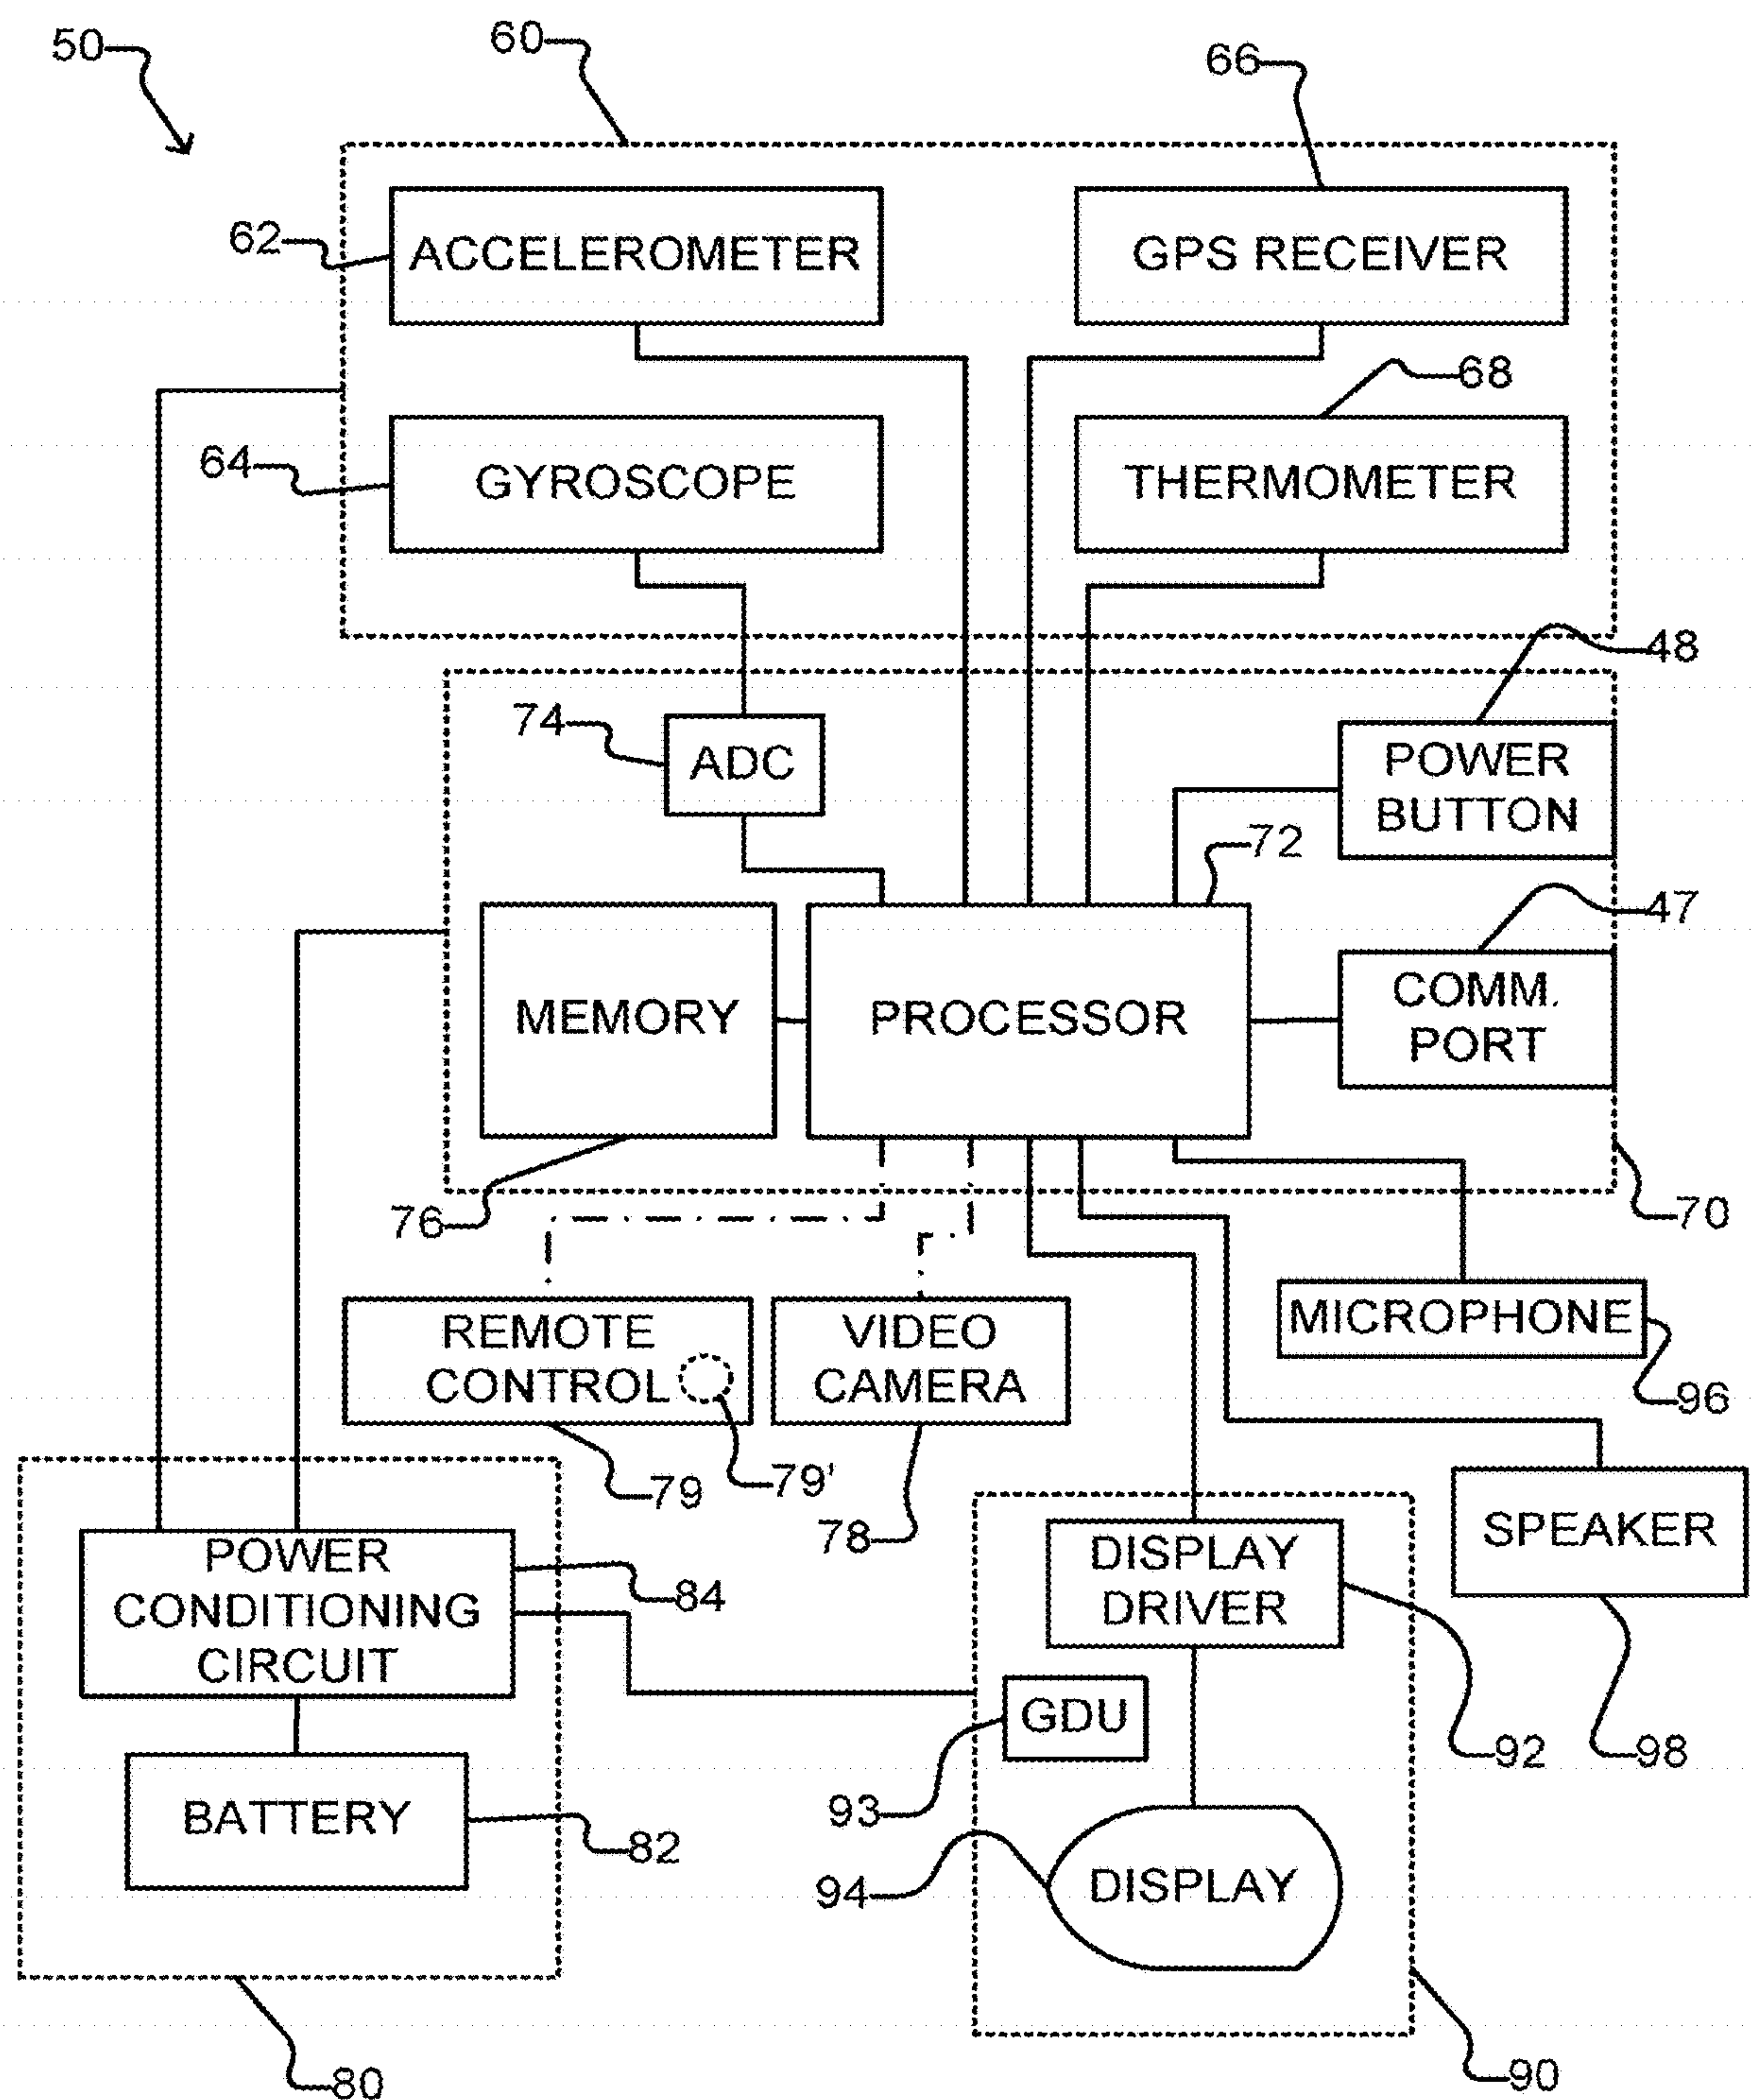 50
60
66
62
ACCELEROMETER
GPS RECEIVER
68
64
GYROSCOPE
THERMOMETER
48
74
ADC
POWER
BUTTON
72
47
MEMORY
PROCESSOR
COMM.
PORT
76
70
REMOTE
CONTROL
VIDEO
CAMERA
MICROPHONE
96
79
79'
78
POWER
CONDITIONING
CIRCUIT
84
DISPLAY
DRIVER
SPEAKER
GDU
92
98
93
BATTERY
82
94
DISPLAY
80
90